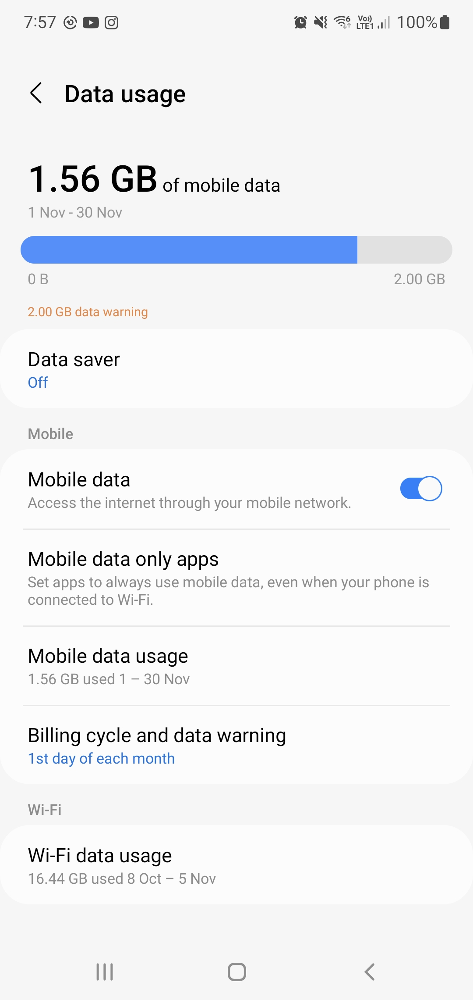 7:57
6 Vo)) LTE1 100%
Data usage
1.56 GB of mobile data
1 Nov - 30 Nov
0 B 2.00 GB
2.00 GB data warning
Data saver
Off
Mobile
Mobile data
Access the internet through your mobile network.
Mobile data only apps
Set apps to always use mobile data, even when your phone is
connected to Wi-Fi.
Mobile data usage
1.56 GB used 1 – 30 Nov
Billing cycle and data warning
1st day of each month
Wi-Fi
Wi-Fi data usage
16.44 GB used 8 Oct – 5 Nov